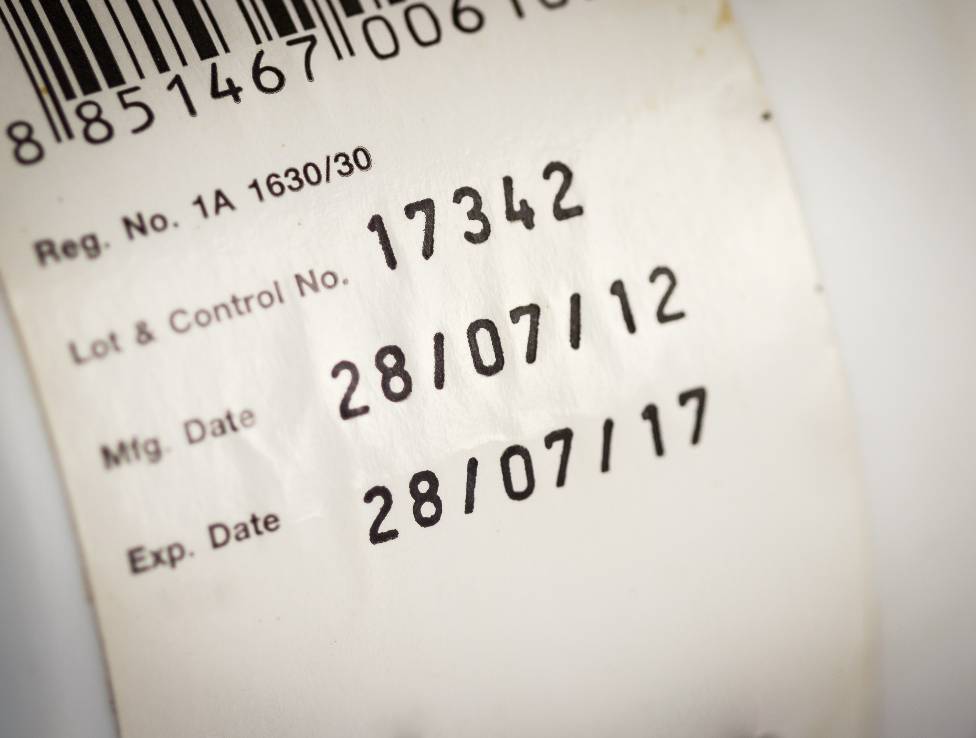 8 851467 0061
Reg. No. 1A 1630/30
Lot & Control No. 17342
Mfg. Date 28/07/12
Exp. Date 28/07/17